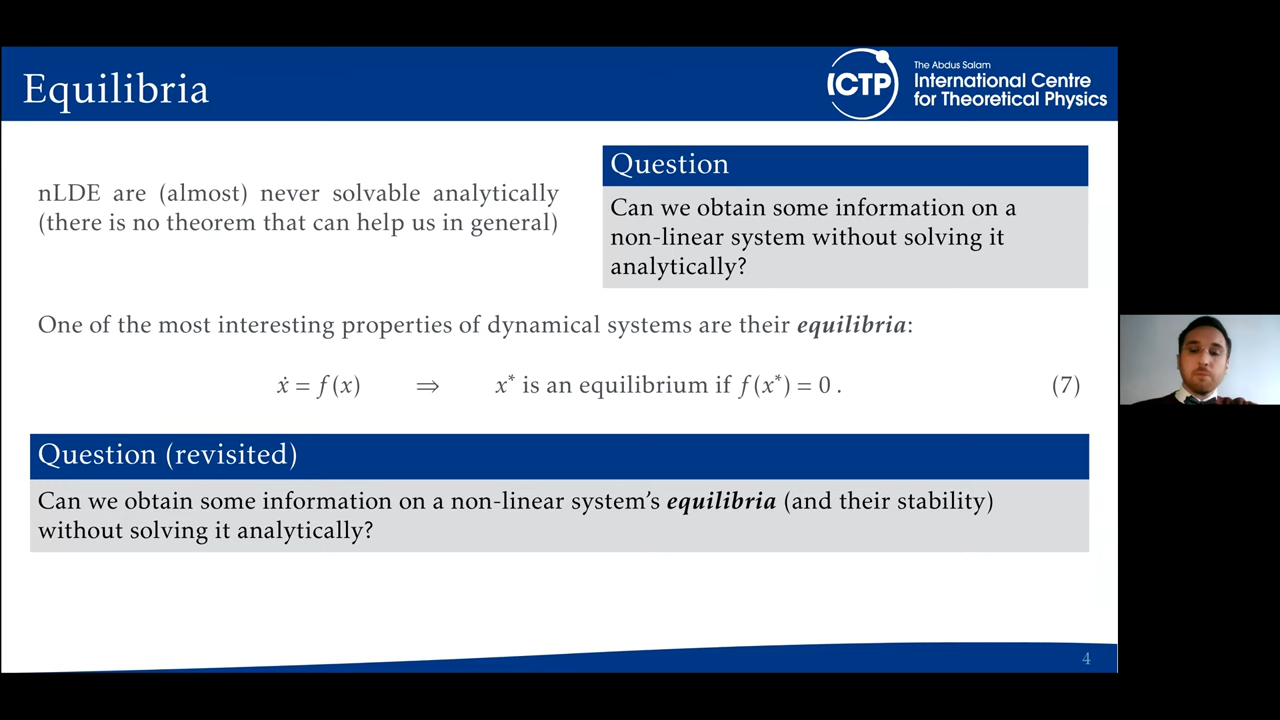 Equilibria
ICTP
The Abdus Salam
International Centre
for Theoretical Physics
nLDE are (almost) never solvable analytically
(there is no theorem that can help us in general)
Question
Can we obtain some information on a
non-linear system without solving it
analytically?
One of the most interesting properties of dynamical systems are their equilibria:
ẋ = f(x) ⇒ x* is an equilibrium if f(x*) = 0 . (7)
Question (revisited)
Can we obtain some information on a non-linear system's equilibria (and their stability)
without solving it analytically?
4